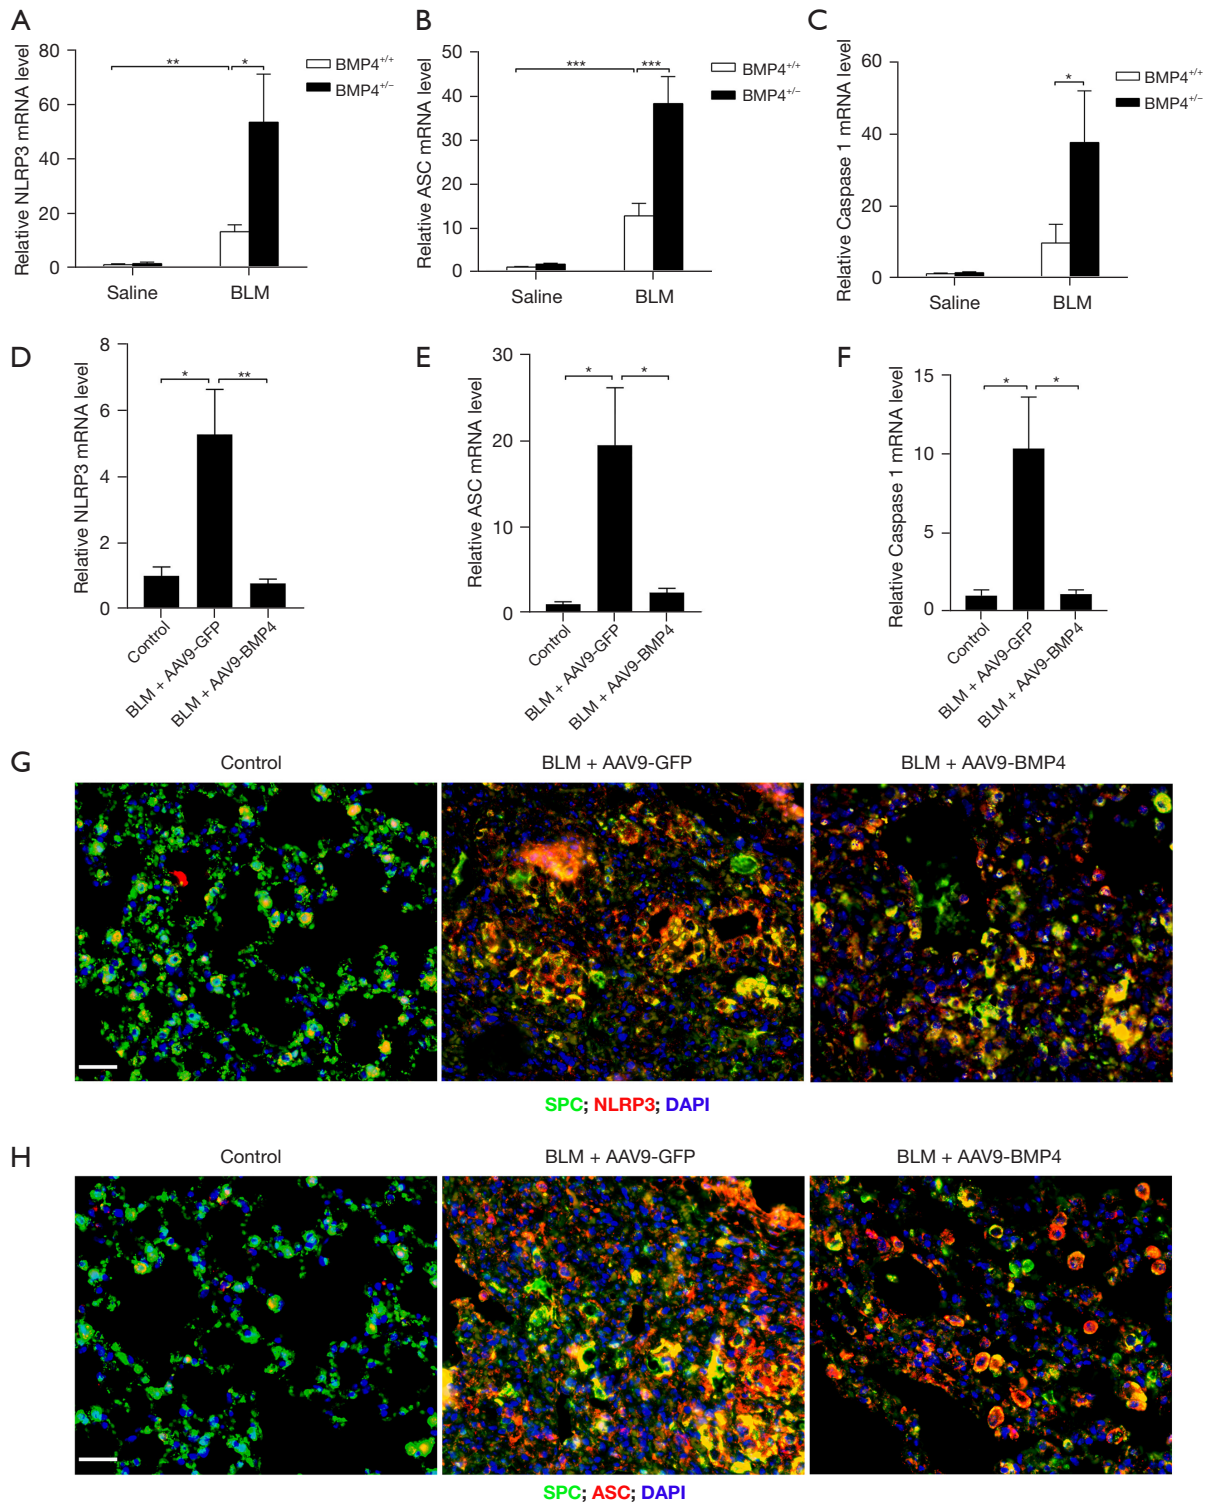 A
Relative NLRP3 mRNA level
80
60
40
20
0
**
*
Saline
BLM
BMP4+/+
BMP4+/−
B
Relative ASC mRNA level
50
40
30
20
10
0
***
***
Saline
BLM
BMP4+/+
BMP4+/−
C
Relative Caspase 1 mRNA level
60
40
20
0
*
Saline
BLM
BMP4+/+
BMP4+/−
D
Relative NLRP3 mRNA level
8
6
4
2
0
*
**
Control
BLM + AAV9-GFP
BLM + AAV9-BMP4
E
Relative ASC mRNA level
30
20
10
0
*
*
Control
BLM + AAV9-GFP
BLM + AAV9-BMP4
F
Relative Caspase 1 mRNA level
15
10
5
0
*
*
Control
BLM + AAV9-GFP
BLM + AAV9-BMP4
G
Control
BLM + AAV9-GFP
BLM + AAV9-BMP4
SPC; NLRP3; DAPI
H
Control
BLM + AAV9-GFP
BLM + AAV9-BMP4
SPC; ASC; DAPI